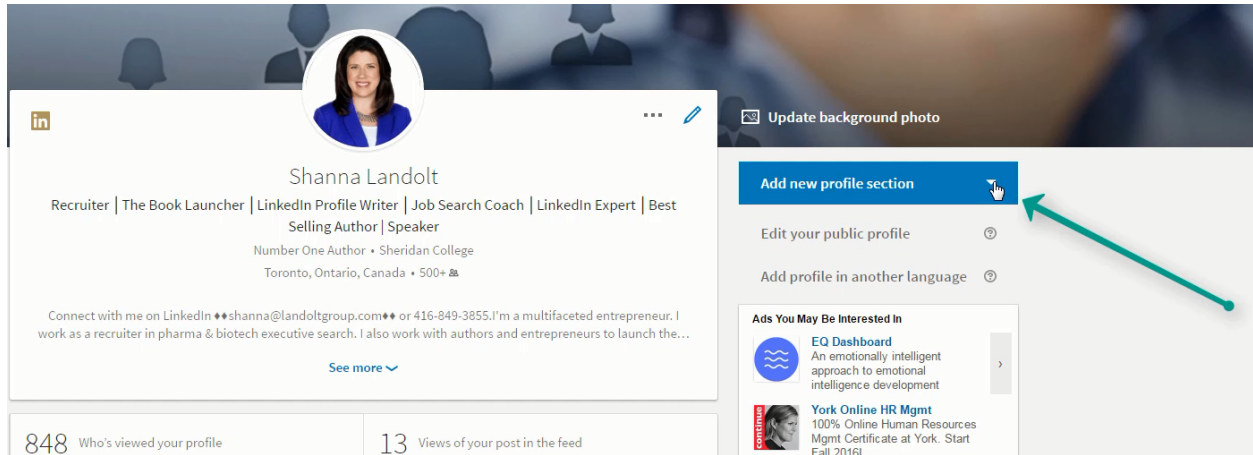 in
Update background photo
Shanna Landolt
Recruiter | The Book Launcher | LinkedIn Profile Writer | Job Search Coach | LinkedIn Expert | Best
Selling Author | Speaker
Number One Author • Sheridan College
Toronto, Ontario, Canada • 500+
Connect with me on LinkedIn ♦♦shanna@landoltgroup.com♦♦ or 416-849-3855.I'm a multifaceted entrepreneur. I
work as a recruiter in pharma & biotech executive search. I also work with authors and entrepreneurs to launch the…
See more
848 Who's viewed your profile
13 Views of your post in the feed
Add new profile section
Edit your public profile
Add profile in another language
Ads You May Be Interested In
EQ Dashboard
An emotionally intelligent
approach to emotional
intelligence development
continue
York Online HR Mgmt
100% Online Human Resources
Mgmt Certificate at York. Start
Fall 2016!